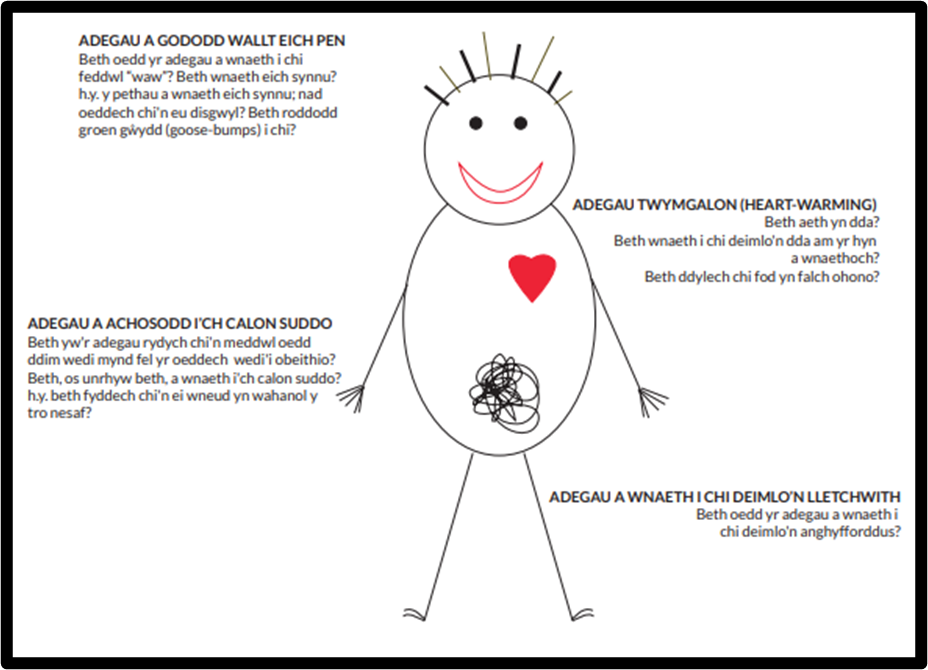 ADEGAU A GODODD WALLT EICH PEN
Beth oedd yr adegau a wnaeth i chi
feddwl “waw”? Beth wnaeth eich synnu?
h.y. y pethau a wnaeth eich synnu; nad
oeddech chi'n eu disgwyl? Beth roddodd
groen gŵydd (goose-bumps) i chi?
ADEGAU TWYMGALON (HEART-WARMING)
Beth aeth yn dda?
Beth wnaeth i chi deimlo'n dda am yr hyn
a wnaethoch?
Beth ddylech chi fod yn falch ohono?
ADEGAU A ACHOSODD I'CH CALON SUDDO
Beth yw'r adegau rydych chi'n meddwl oedd
ddim wedi mynd fel yr oeddech wedi'i obeithio?
Beth, os unrhyw beth, a wnaeth i'ch calon suddo?
h.y. beth fyddech chi'n ei wneud yn wahanol y
tro nesaf?
ADEGAU A WNAETH I CHI DEIMLO'N LLETCHWITH
Beth oedd yr adegau a wnaeth i
chi deimlo'n anghyfforddus?